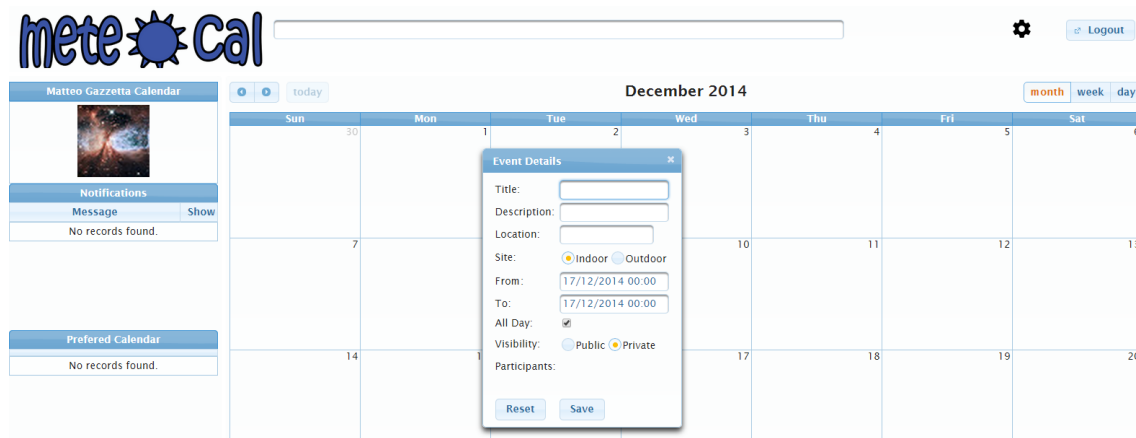 meteocal
Logout
Matteo Gazzetta Calendar
today
December 2014
month week day
Sun Mon Tue Wed Thu Fri Sat
30 1 2 3 4 5 6
Notifications
Message Show
No records found.
Event Details
Title:
Description:
Location:
Site: Indoor Outdoor
From: 17/12/2014 00:00
To: 17/12/2014 00:00
All Day:
Visibility: Public Private
Participants:
Reset Save
7 10 11 12 13
Prefered Calendar
No records found.
14 1 17 18 19 20